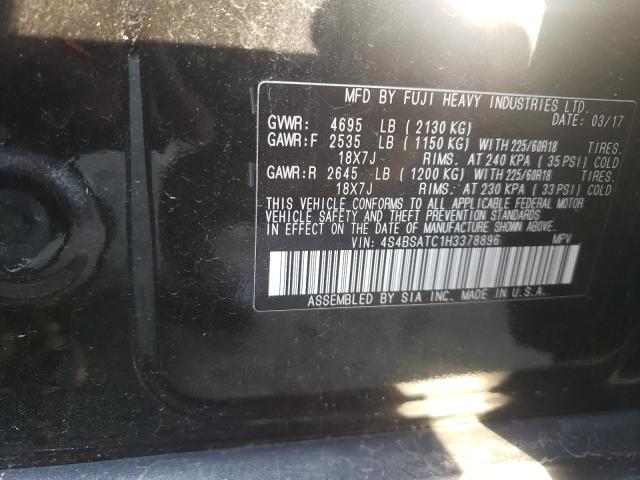 MFD BY FUJI HEAVY INDUSTRIES LTD.
DATE: 03/17
GVWR: 4695 LB (2130 KG)
GAWR:F 2535 LB (1150 KG) WITH 225/60R18 TIRES.
18X7J RIMS. AT 240 KPA (35 PSI) COLD
GAWR:R 2645 LB (1200 KG) WITH 225/60R18 TIRES.
18X7J RIMS. AT 230 KPA (33 PSI) COLD
THIS VEHICLE CONFORMS TO ALL APPLICABLE FEDERAL MOTOR
VEHICLE SAFETY AND THEFT PREVENTION STANDARDS
IN EFFECT ON THE DATE OF MANUFACTURE SHOWN ABOVE.
VIN: 4S4BSATC1H3378896 MPV
ASSEMBLED BY SIA INC. MADE IN U.S.A.